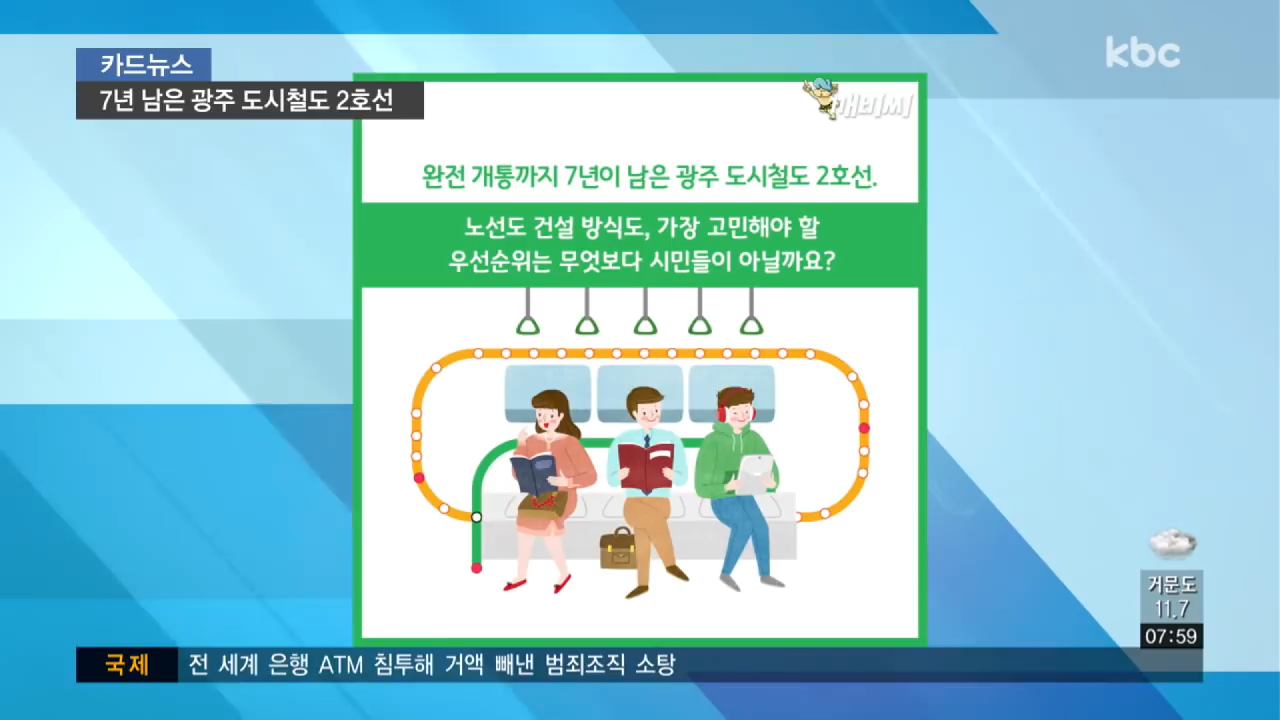 카드뉴스
kbc
7년 남은 광주 도시철도 2호선
깨비씨
완전 개통까지 7년이 남은 광주 도시철도 2호선.
노선도 건설 방식도, 가장 고민해야 할
우선순위는 무엇보다 시민들이 아닐까요?
거문도
11.7
07:59
국제 전 세계 은행 ATM 침투해 거액 빼낸 범죄조직 소탕